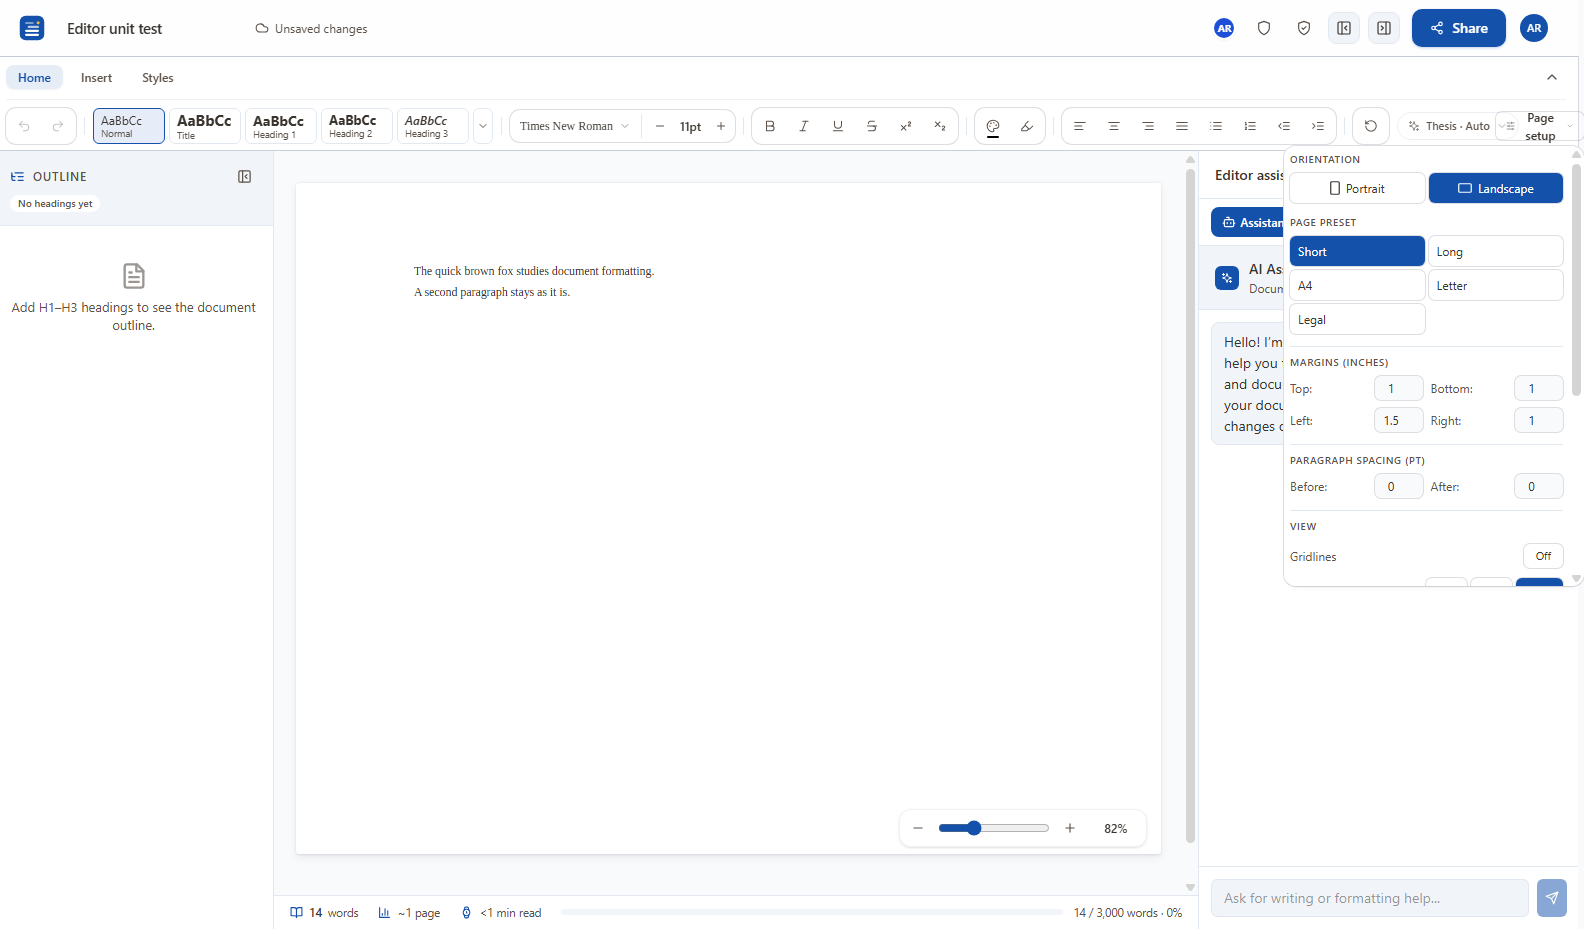 Editor unit test
Unsaved changes
AR
Share
AR
Home
Insert
Styles
AaBbCc
Normal
AaBbCc
Title
AaBbCc
Heading 1
AaBbCc
Heading 2
AaBbCc
Heading 3
Times New Roman
11pt
Thesis · Auto
Page setup
OUTLINE
No headings yet
Add H1–H3 headings to see the document
outline.
The quick brown fox studies document formatting.
A second paragraph stays as it is.
82%
14 words
~1 page
<1 min read
14 / 3,000 words · 0%
Editor
AI
Hello! I'm
help you
and
your
changes
ORIENTATION
Portrait
Landscape
PAGE PRESET
Short
Long
A4
Letter
Legal
MARGINS (INCHES)
Top: 1
Bottom: 1
Left: 1.5
Right: 1
PARAGRAPH SPACING (PT)
Before: 0
After: 0
VIEW
Gridlines
Off
Ask for writing or formatting help...